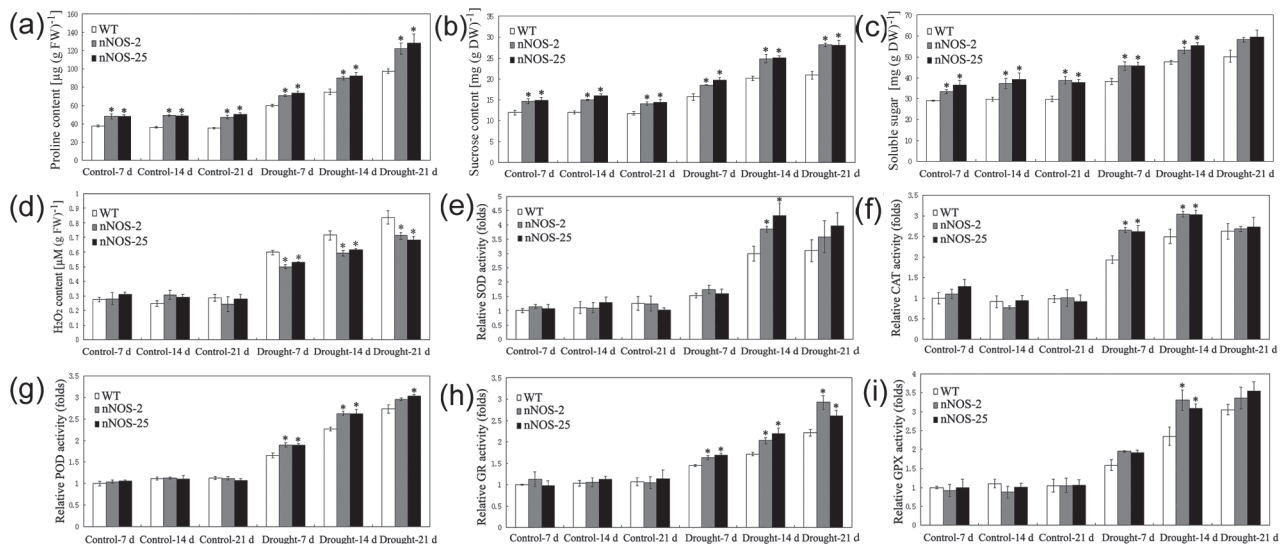 (a)
Proline content [µg (g FW)⁻¹]
160
140
120
100
80
60
40
20
0
WT
nNOS-2
nNOS-25
* * * * * * * * * * * *
Control-7 d Control-14 d Control-21 d Drought-7 d Drought-14 d Drought-21 d
(b)
Sucrose content [mg (g DW)⁻¹]
35
30
25
20
15
10
5
0
WT
nNOS-2
nNOS-25
* * * * * * * * * * * *
Control-7 d Control-14 d Control-21 d Drought-7 d Drought-14 d Drought-21 d
(c)
Soluble sugar [mg (g DW)⁻¹]
60
50
40
30
20
10
0
WT
nNOS-2
nNOS-25
* * * * * * * * * *
Control-7 d Control-14 d Control-21 d Drought-7 d Drought-14 d Drought-21 d
(d)
H₂O₂ content [µM (g FW)⁻¹]
1
0.9
0.8
0.7
0.6
0.5
0.4
0.3
0.2
0.1
0
WT
nNOS-2
nNOS-25
* * * * * *
Control-7 d Control-14 d Control-21 d Drought-7 d Drought-14 d Drought-21 d
(e)
Relative SOD activity (folds)
5
4.5
4
3.5
3
2.5
2
1.5
1
0.5
0
WT
nNOS-2
nNOS-25
* *
Control-7 d Control-14 d Control-21 d Drought-7 d Drought-14 d Drought-21 d
(f)
Relative CAT activity (folds)
3.5
3
2.5
2
1.5
1
0.5
0
WT
nNOS-2
nNOS-25
* * * *
Control-7 d Control-14 d Control-21 d Drought-7 d Drought-14 d Drought-21 d
(g)
Relative POD activity (folds)
3.5
3
2.5
2
1.5
1
0.5
0
WT
nNOS-2
nNOS-25
* * * * *
Control-7 d Control-14 d Control-21 d Drought-7 d Drought-14 d Drought-21 d
(h)
Relative GR activity (folds)
3.5
3
2.5
2
1.5
1
0.5
0
WT
nNOS-2
nNOS-25
* * * * * *
Control-7 d Control-14 d Control-21 d Drought-7 d Drought-14 d Drought-21 d
(i)
Relative GPX activity (folds)
4
3.5
3
2.5
2
1.5
1
0.5
0
WT
nNOS-2
nNOS-25
* *
Control-7 d Control-14 d Control-21 d Drought-7 d Drought-14 d Drought-21 d